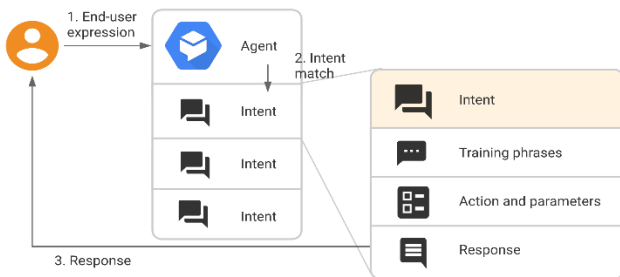 1. End-user
expression
Agent
2. Intent
match
Intent
Intent
Intent
Intent
Training phrases
Action and parameters
Response
3. Response